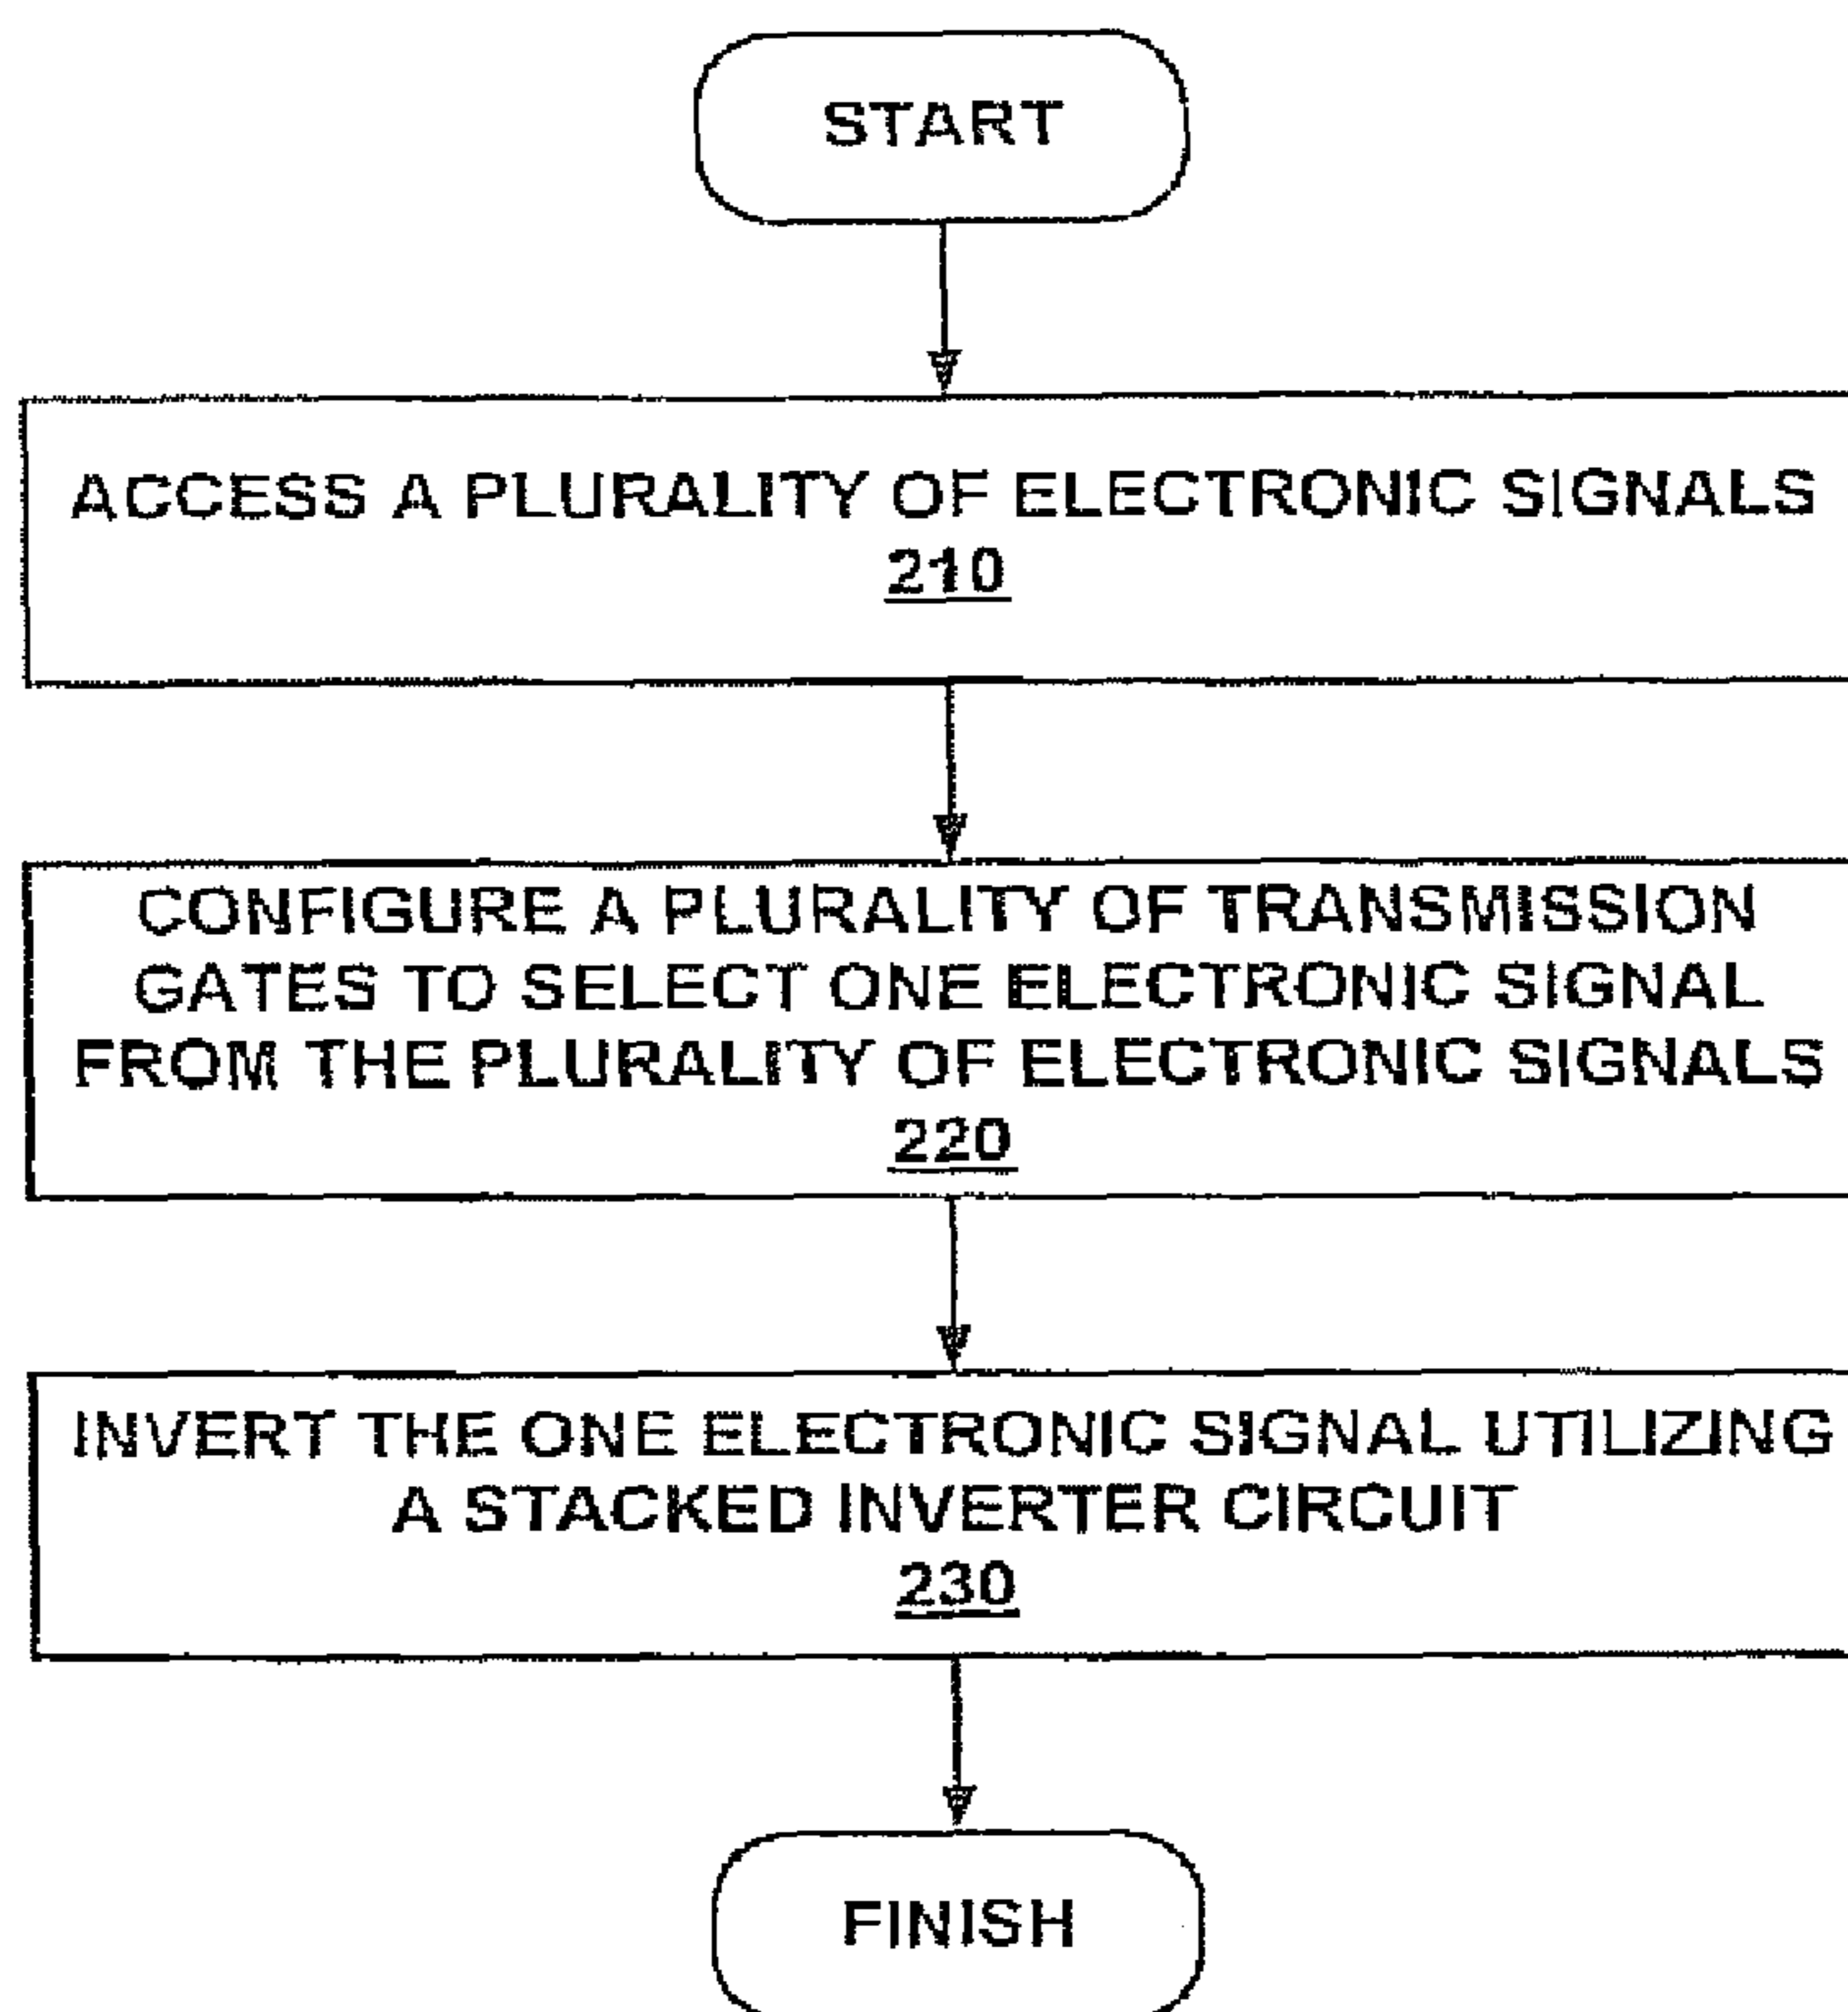 START
ACCESS A PLURALITY OF ELECTRONIC SIGNALS
210
CONFIGURE A PLURALITY OF TRANSMISSION
GATES TO SELECT ONE ELECTRONIC SIGNAL
FROM THE PLURALITY OF ELECTRONIC SIGNALS
220
INVERT THE ONE ELECTRONIC SIGNAL UTILIZING
A STACKED INVERTER CIRCUIT
230
FINISH